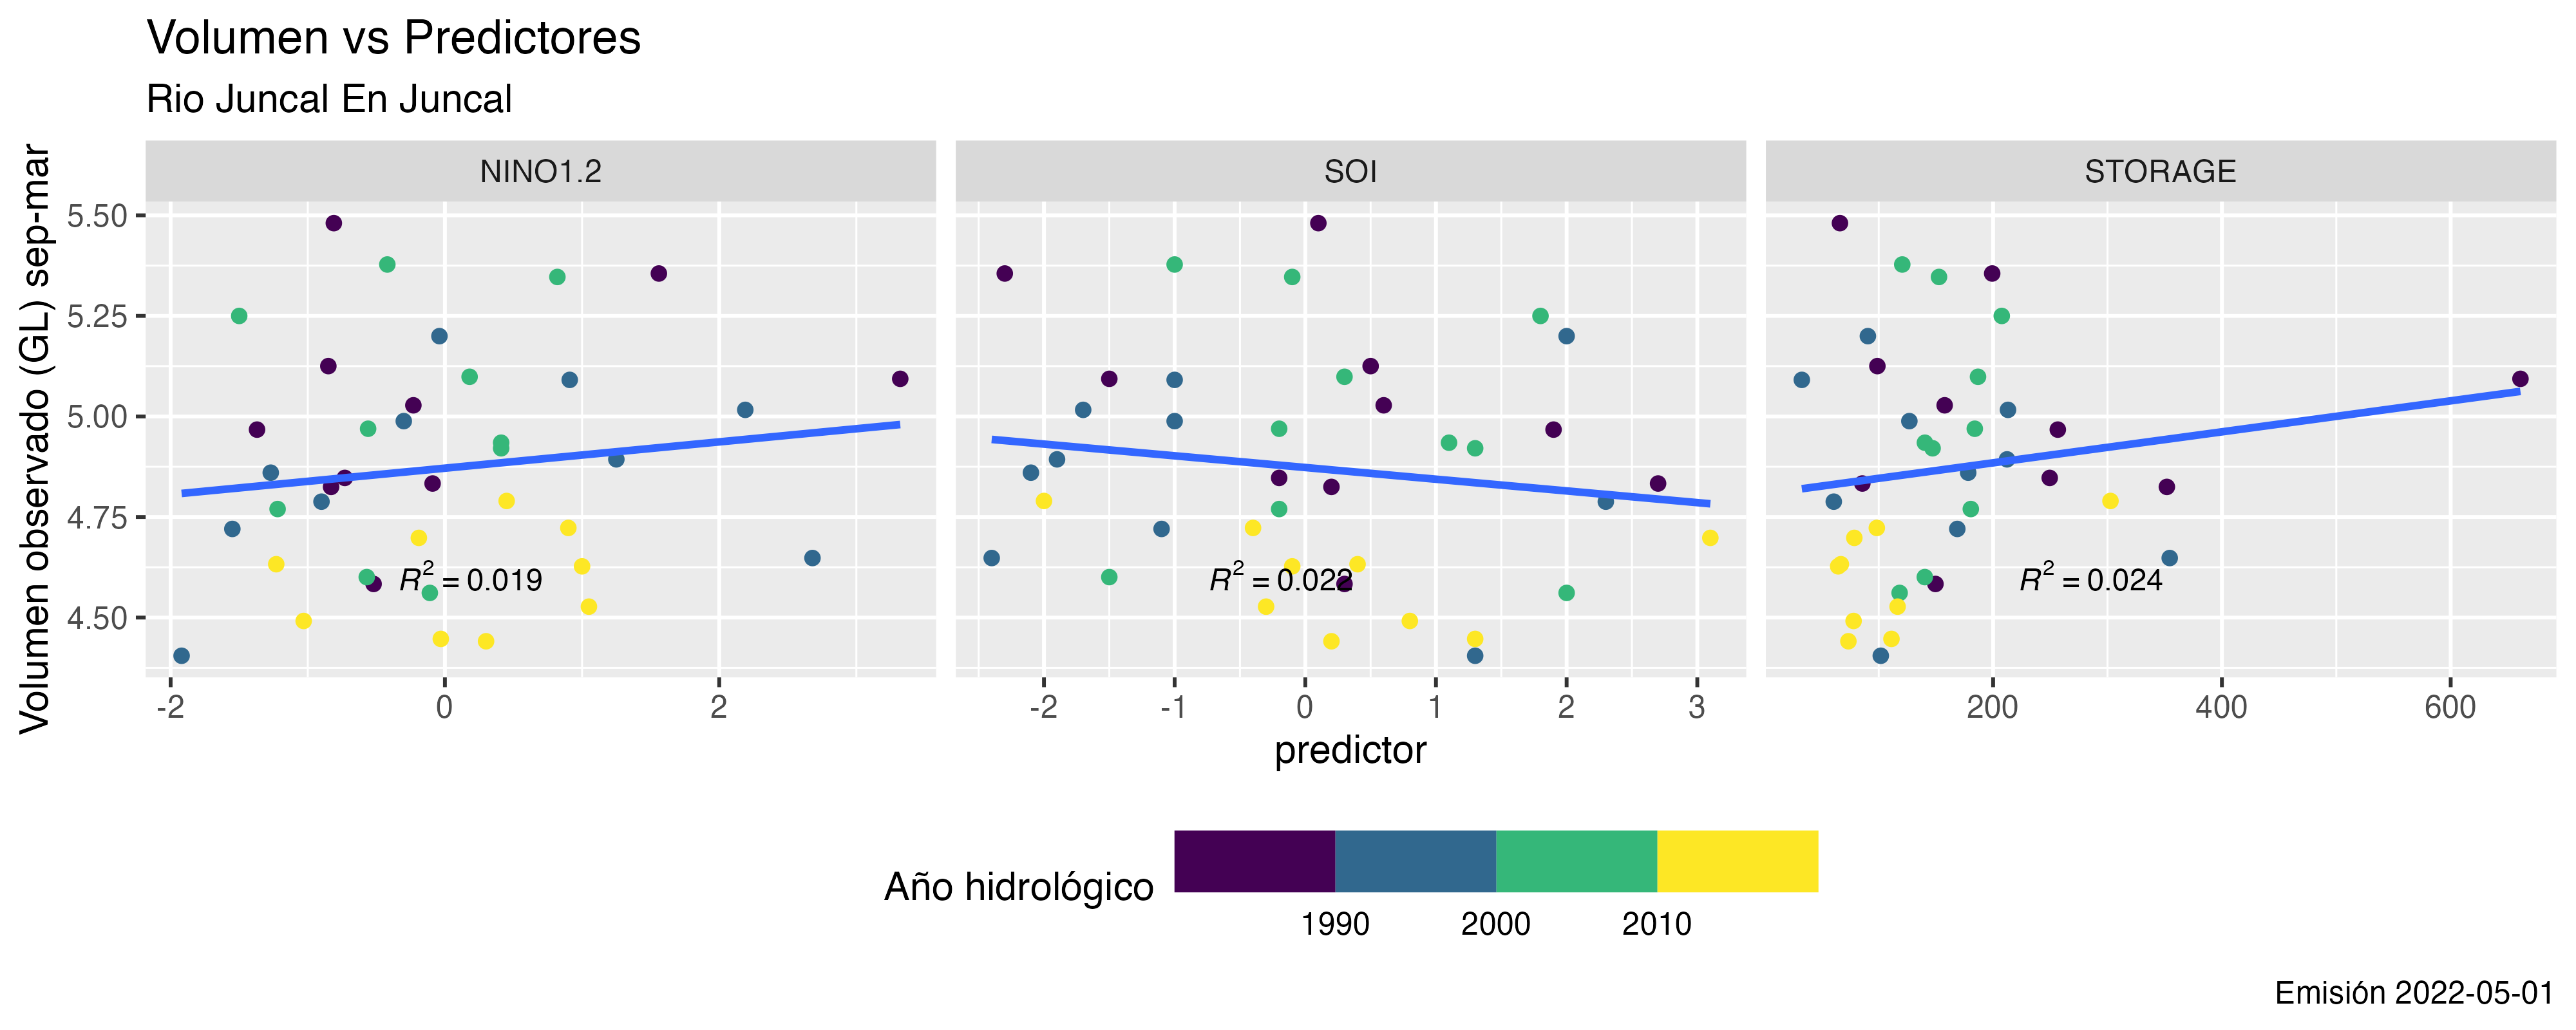 Volumen vs Predictores
Rio Juncal En Juncal
NINO1.2
SOI
STORAGE
Volumen observado (GL) sep-mar
5.50
5.25
5.00
4.75
4.50
R² = 0.019
R² = 0.022
R² = 0.024
-2 0 2
-2 -1 0 1 2 3
200 400 600
predictor
Año hidrológico
1990 2000 2010
Emisión 2022-05-01